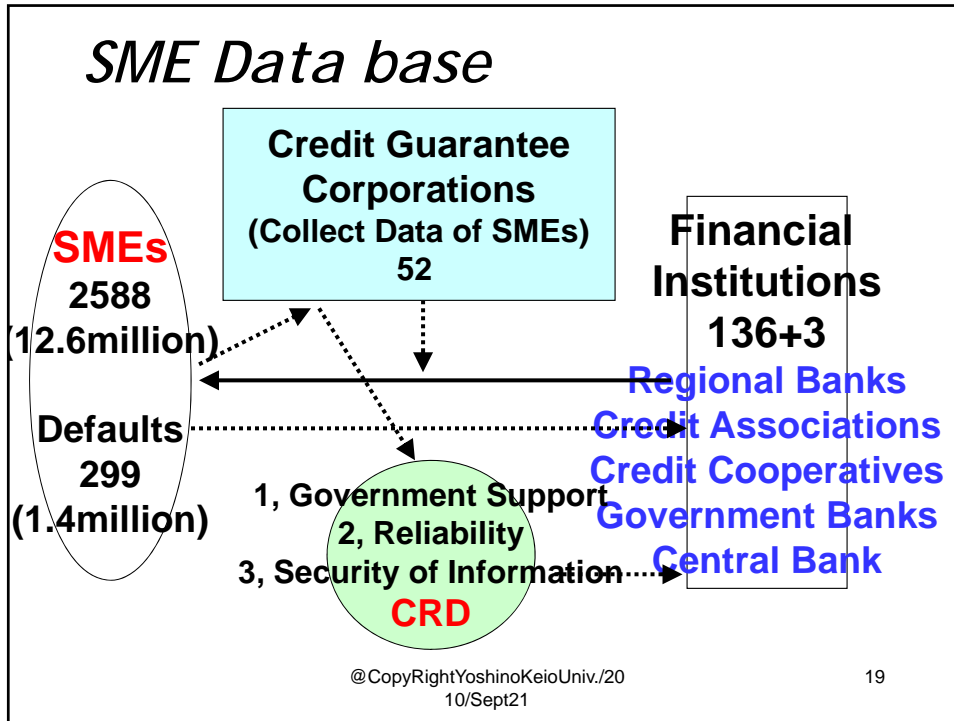 SME Data base
Credit Guarantee
Corporations
(Collect Data of SMEs)
52
SMEs
2588
(12.6million)
Defaults
299
(1.4million)
Financial
Institutions
136+3
Regional Banks
Credit Associations
Credit Cooperatives
Government Banks
Central Bank
1, Government Support
2, Reliability
3, Security of Information
CRD
@CopyRightYoshinoKeioUniv./20
10/Sept21
19